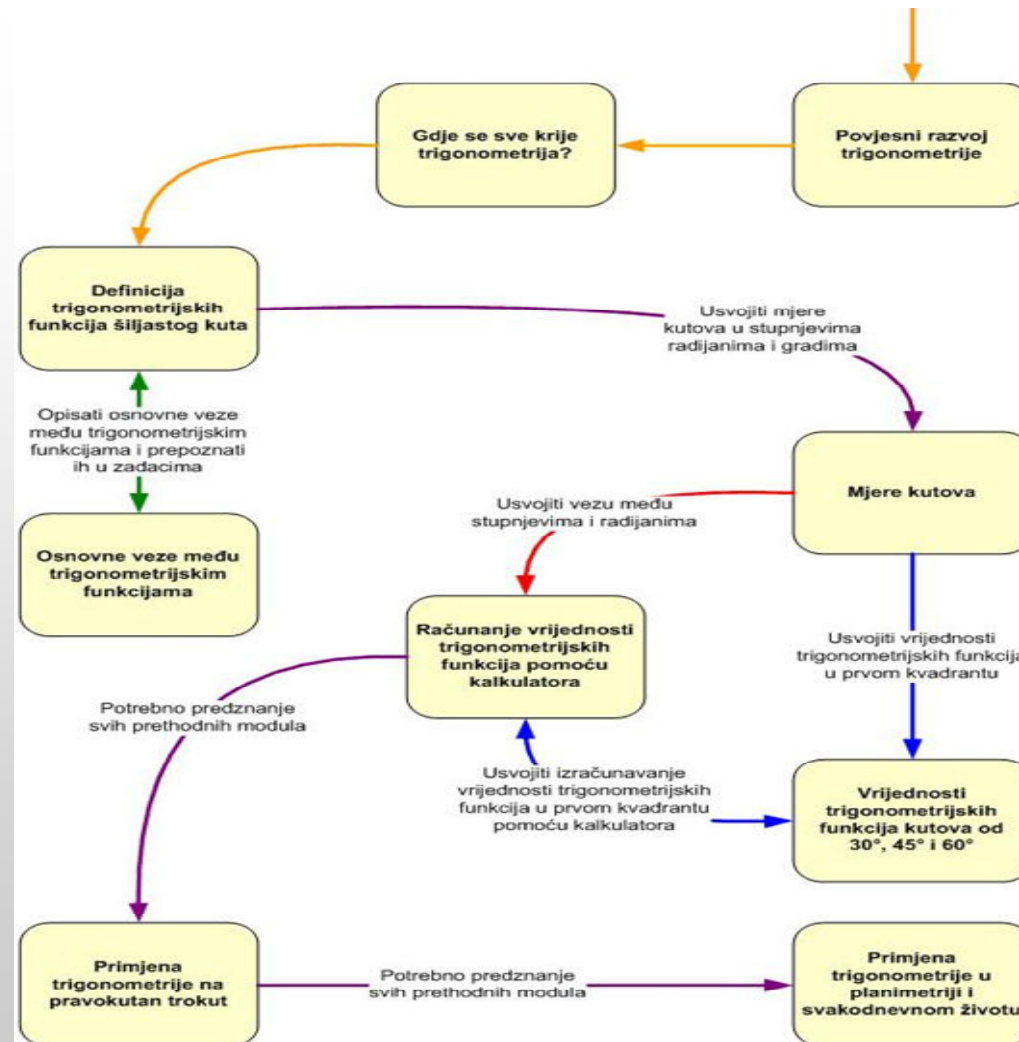 Gdje se sve krije
trigonometrija?
Povjesni razvoj
trigonometrije
Definicija
trigonometrijskih
funkcija šiljastog kuta
Usvojiti mjere
kutova u stupnjevima
radijanima i gradima
Opisati osnovne veze
među trigonometrijskim
funkcijama i prepoznati
ih u zadacima
Mjere kutova
Usvojiti vezu među
stupnjevima i radijanima
Osnovne veze među
trigonometrijskim
funkcijama
Računanje vrijednosti
trigonometrijskih
funkcija pomoću
kalkulatora
Usvojiti vrijednosti
trigonometrijskih funkcija
u prvom kvadrantu
Potrebno predznanje
svih prethodnih modula
Usvojiti izračunavanje
vrijednosti trigonometrijskih
funkcija u prvom kvadrantu
pomoću kalkulatora
Vrijednosti
trigonometrijskih
funkcija kutova od
30°, 45° i 60°
Primjena
trigonometrije na
pravokutan trokut
Potrebno predznanje
svih prethodnih modula
Primjena
trigonometrije u
planimetriji i
svakodnevnom životu